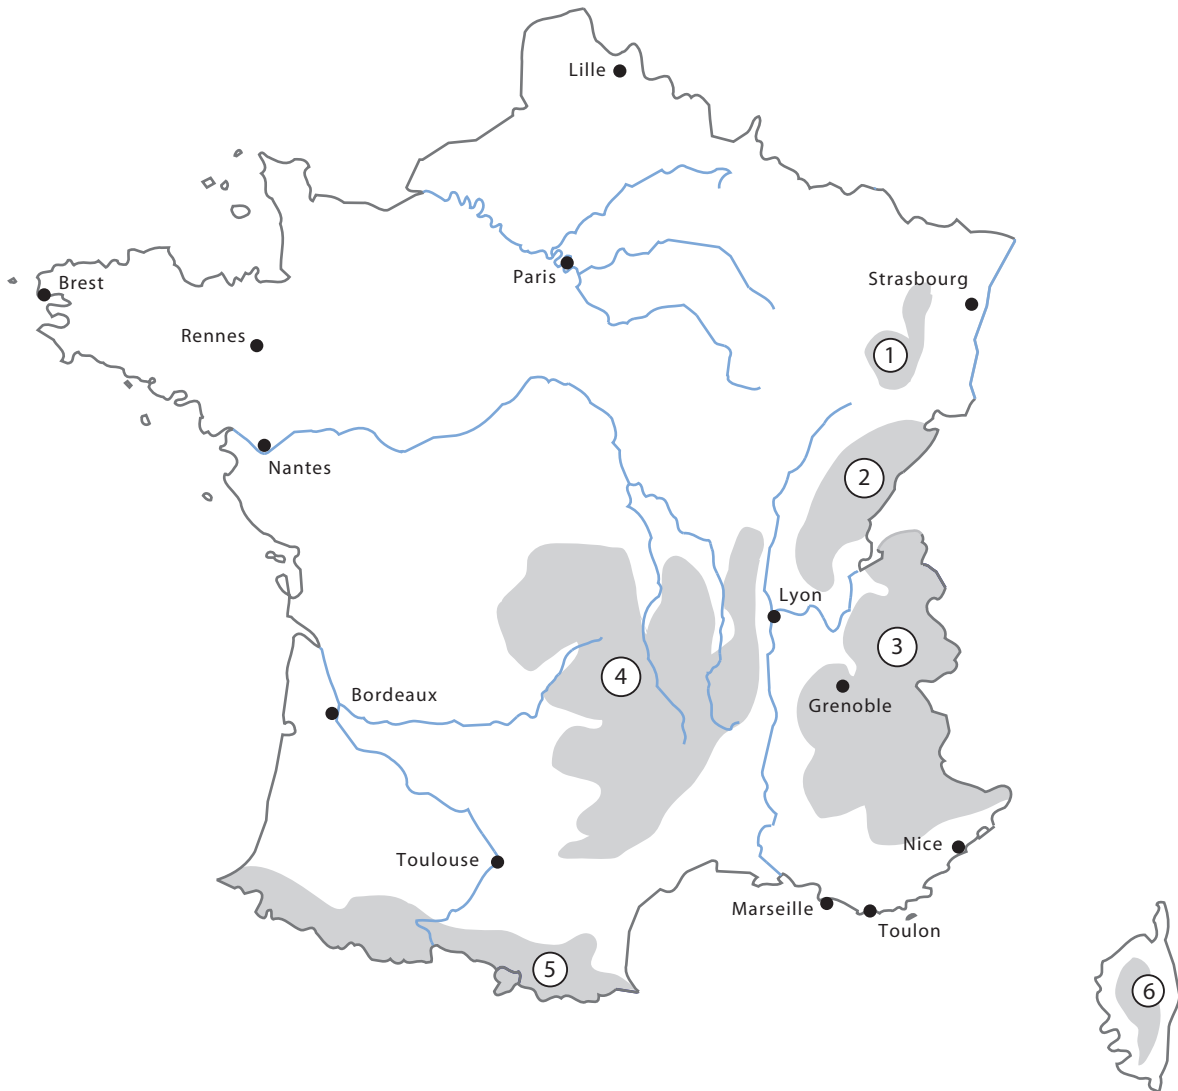 Lille
Paris
Strasbourg
Brest
Rennes
1
Nantes
2
Lyon
3
4
Bordeaux
Grenoble
Nice
Toulouse
Marseille
Toulon
5
6